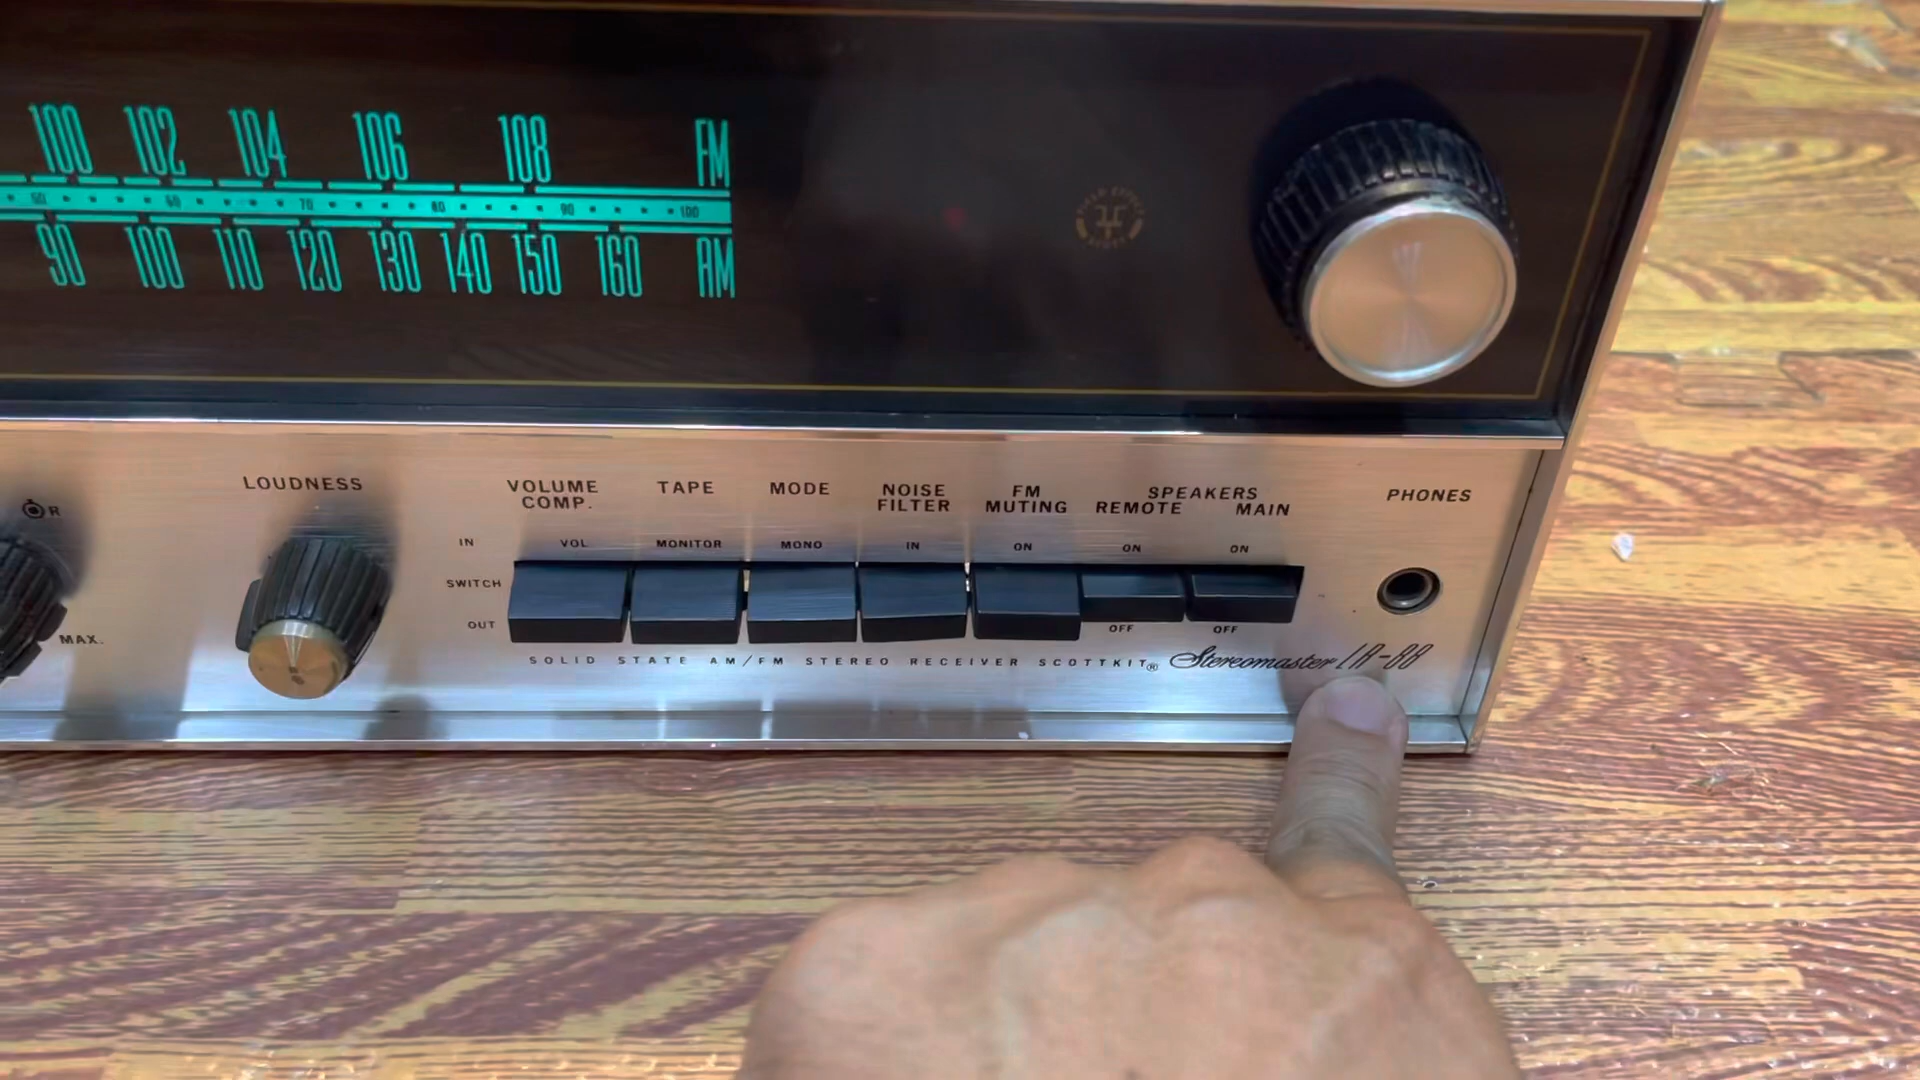 100 102 104 106 108 FM
50 60 70 80 90 100
90 100 110 120 130 140 150 160 AM
R
MAX.
LOUDNESS
VOLUME COMP.
TAPE
MODE
NOISE FILTER
FM MUTING
SPEAKERS
REMOTE MAIN
PHONES
IN VOL MONITOR MONO IN ON ON ON
SWITCH
OUT OFF OFF
SOLID STATE AM/FM STEREO RECEIVER SCOTTKIT® Stereomaster LR-88